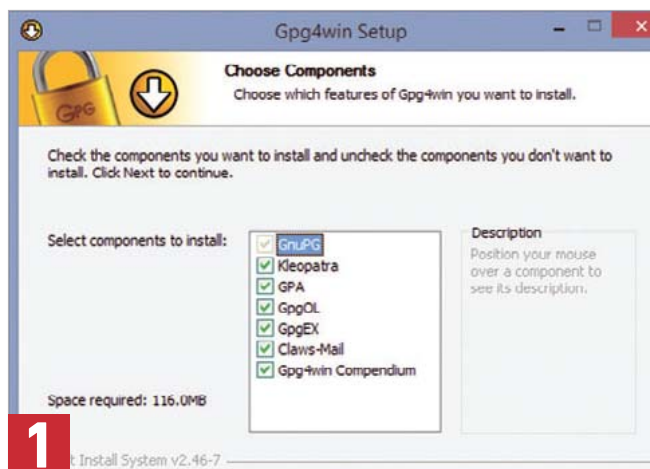 Gpg4win Setup
GPG
Choose Components
Choose which features of Gpg4win you want to install.
Check the components you want to install and uncheck the components you don't want to
install. Click Next to continue.
Select components to install:
GnuPG
Kleopatra
GPA
GpgOL
GpgEX
Claws-Mail
Gpg4win Compendium
Description
Position your mouse
over a component to
see its description.
Space required: 116.0MB
1
t Install System v2.46-7